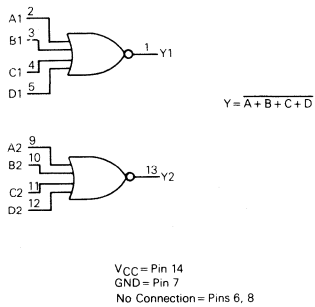 A1 2
B1 3
C1 4
D1 5
1 Y1
Y = A + B + C + D
A2 9
B2 10
C2 11
D2 12
13 Y2
VCC = Pin 14
GND = Pin 7
No Connection = Pins 6, 8